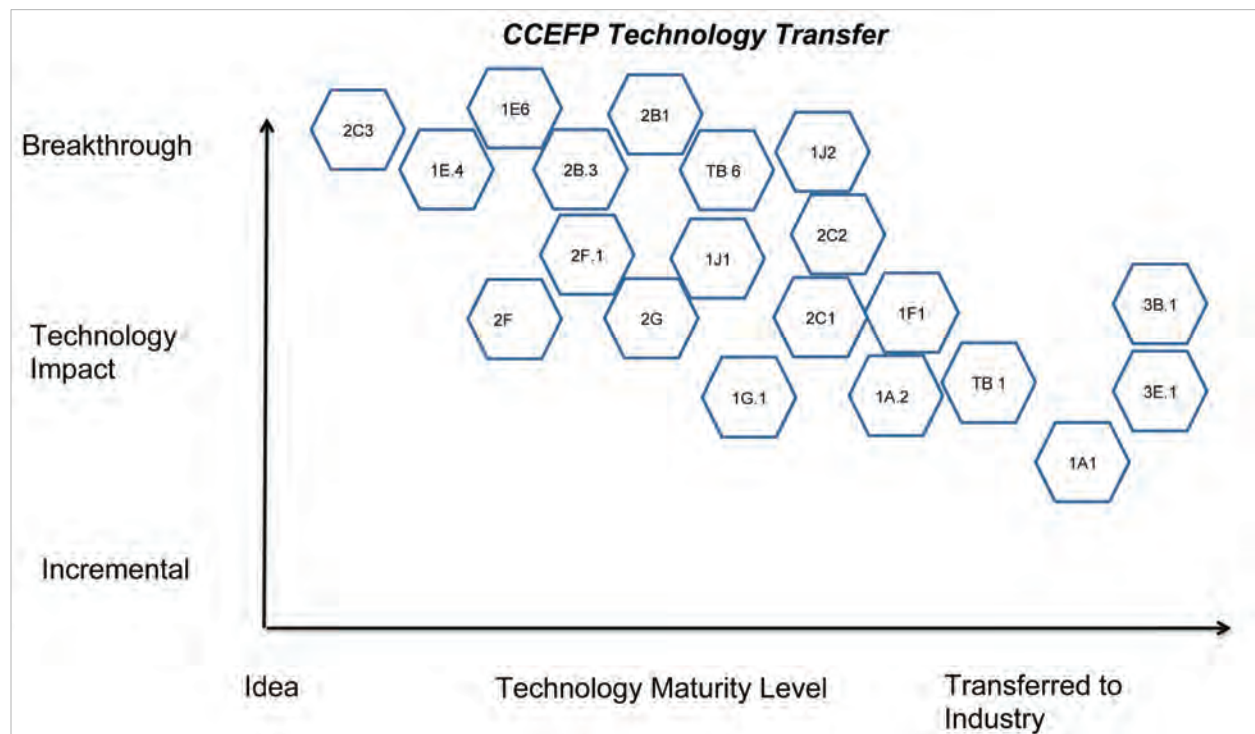 CCEFP Technology Transfer
Breakthrough
2C3
1E6
2B1
1E.4
2B.3
TB 6
1J2
2F.1
1J1
2C2
2F
2G
2C1
1F1
3B.1
Technology
Impact
1G.1
1A.2
TB 1
3E.1
1A1
Incremental
Idea
Technology Maturity Level
Transferred to
Industry